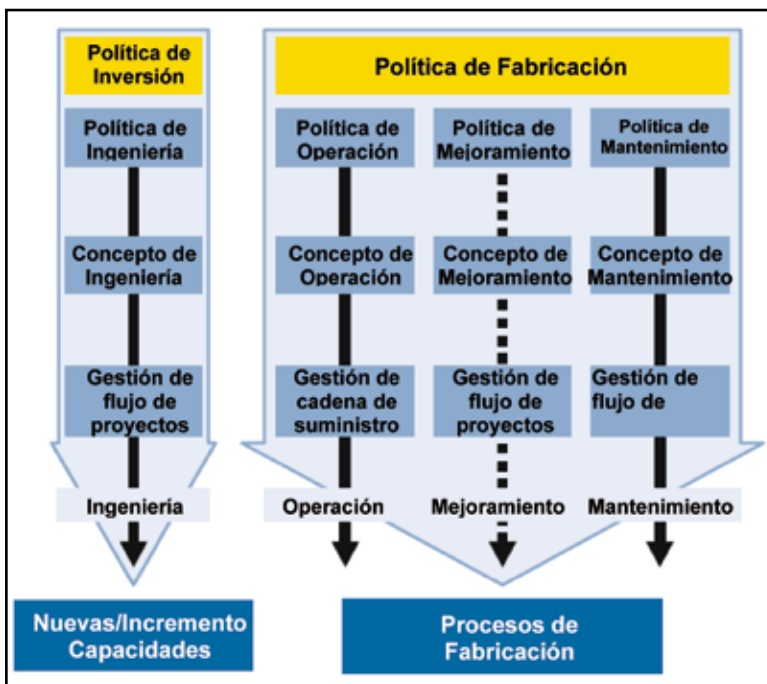 Política de
Inversión
Política de Fabricación
Política de
Ingeniería
Política de
Operación
Política de
Mejoramiento
Política de
Mantenimiento
Concepto de
Ingeniería
Concepto de
Operación
Concepto de
Mejoramiento
Concepto de
Mantenimiento
Gestión de
flujo de
proyectos
Gestión de
cadena de
suministro
Gestión de
flujo de
proyectos
Gestión de
flujo de
Ingeniería
Operación
Mejoramiento
Mantenimiento
Nuevas/Incremento
Capacidades
Procesos de
Fabricación